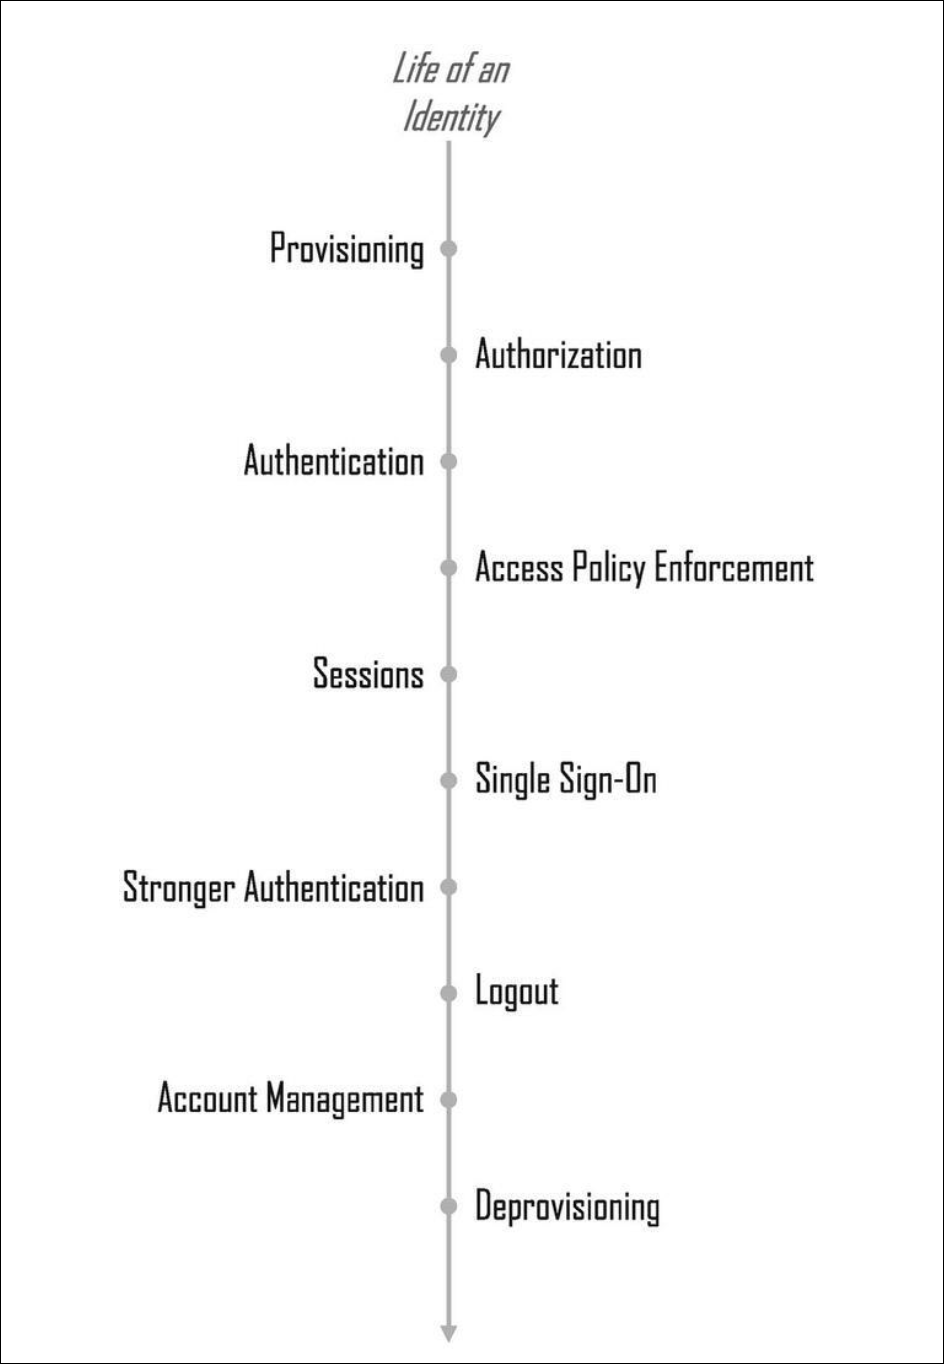 Life of an
Identity
Provisioning
Authorization
Authentication
Access Policy Enforcement
Sessions
Single Sign-On
Stronger Authentication
Logout
Account Management
Deprovisioning